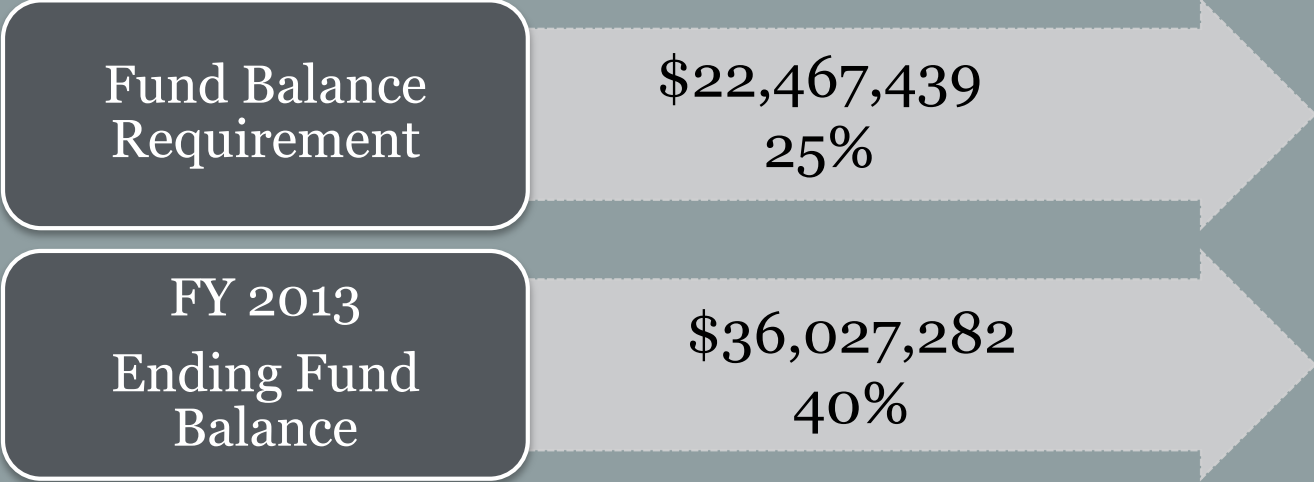 Fund Balance
Requirement
$22,467,439
25%
FY 2013
Ending Fund
Balance
$36,027,282
40%